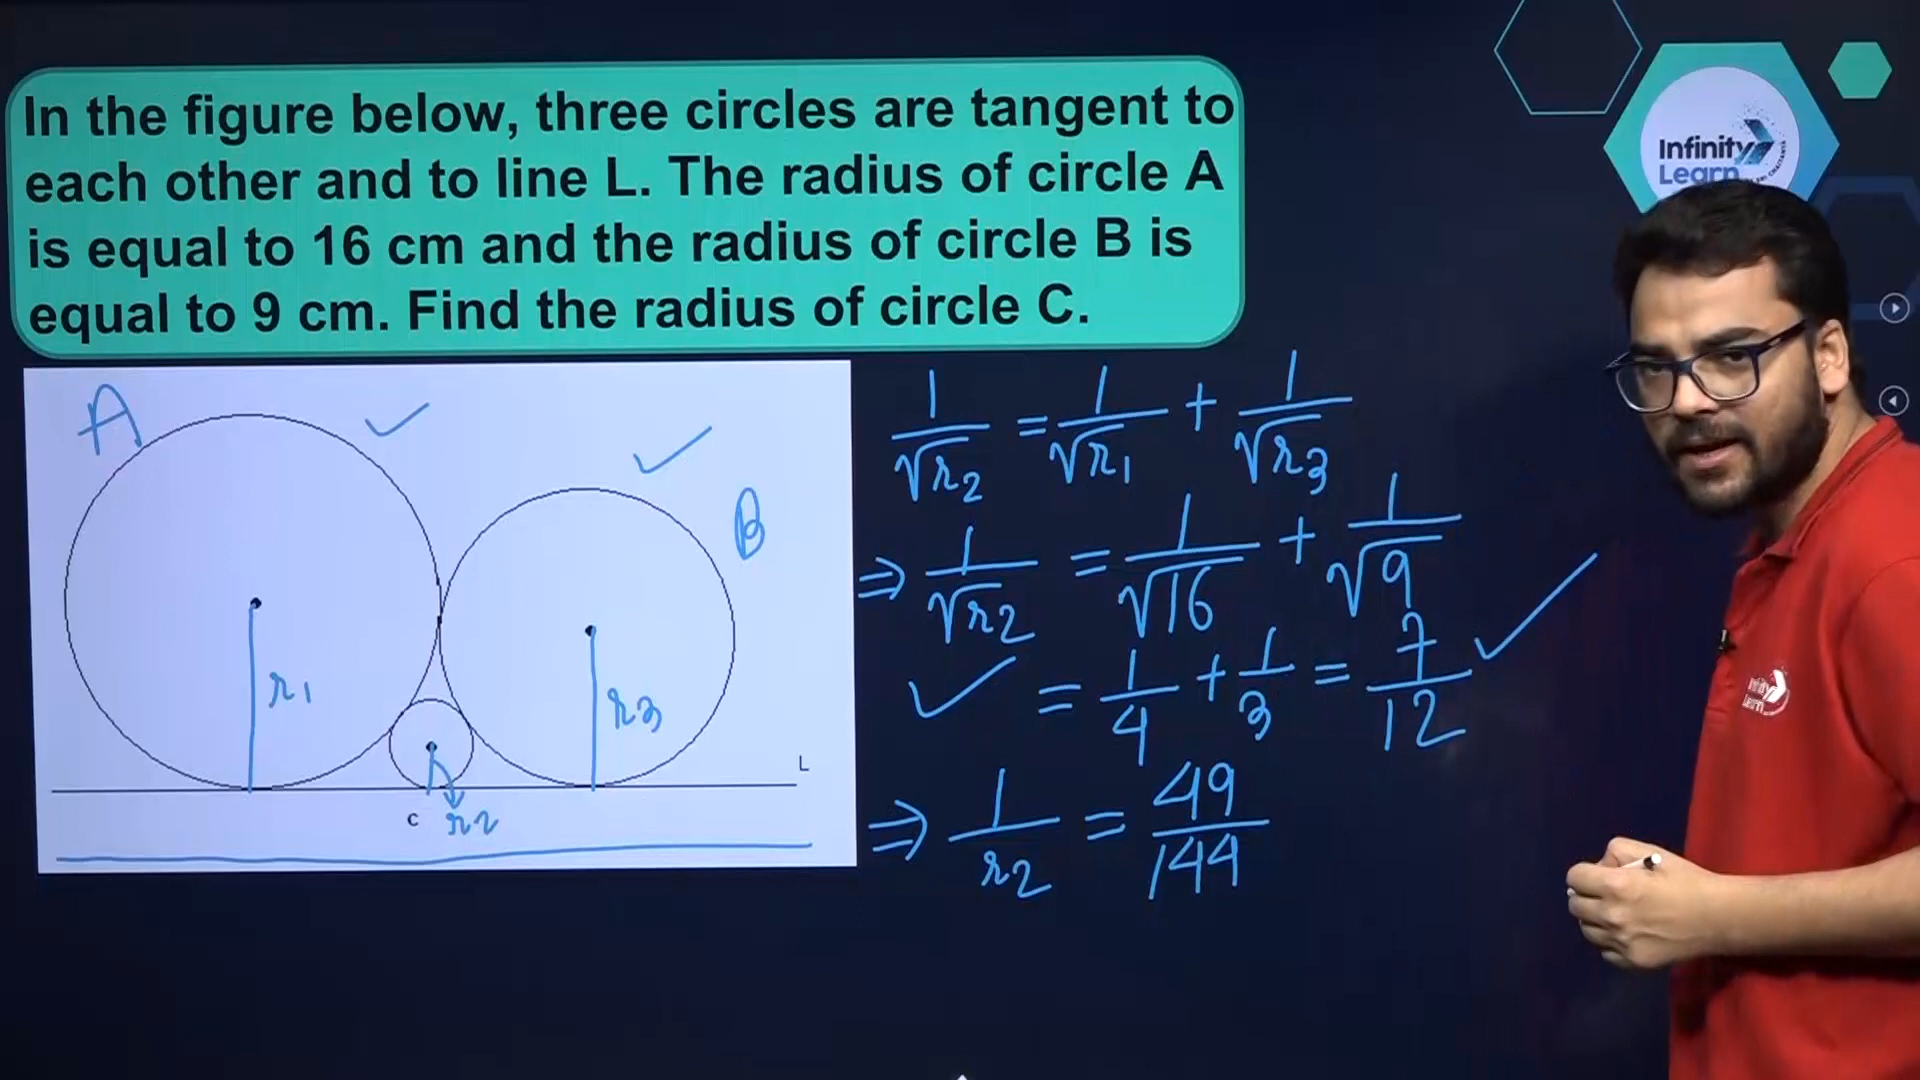 In the figure below, three circles are tangent to
each other and to line L. The radius of circle A
is equal to 16 cm and the radius of circle B is
equal to 9 cm. Find the radius of circle C.
Infinity
Learn
A
B
r1
r3
L
C r2
1/√r2 = 1/√r1 + 1/√r3
⇒ 1/√r2 = 1/√16 + 1/√9
= 1/4 + 1/3 = 7/12
⇒ 1/r2 = 49/144
Infinity
Learn